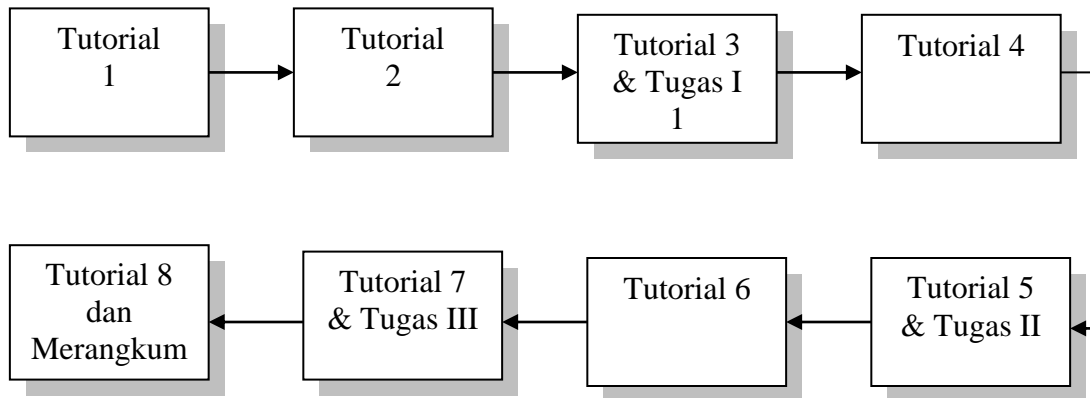 Tutorial
1
Tutorial
2
Tutorial 3
& Tugas I
1
Tutorial 4
Tutorial 8
dan
Merangkum
Tutorial 7
& Tugas III
Tutorial 6
Tutorial 5
& Tugas II